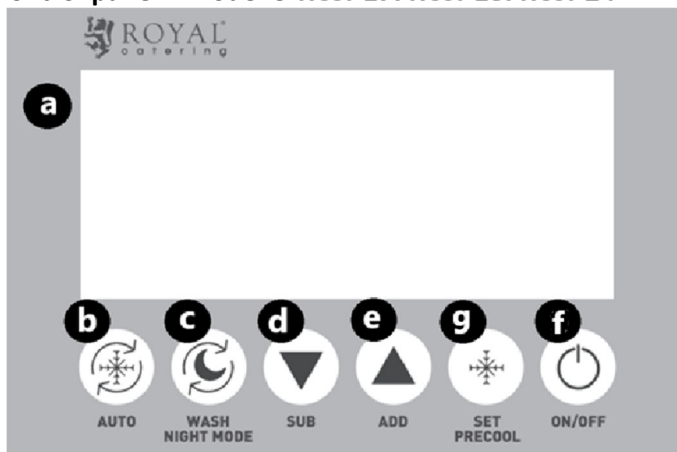 ROYAL
catering
a
b
c
d
e
g
f
AUTO
WASH
NIGHT MODE
SUB
ADD
SET
PRECOOL
ON/OFF